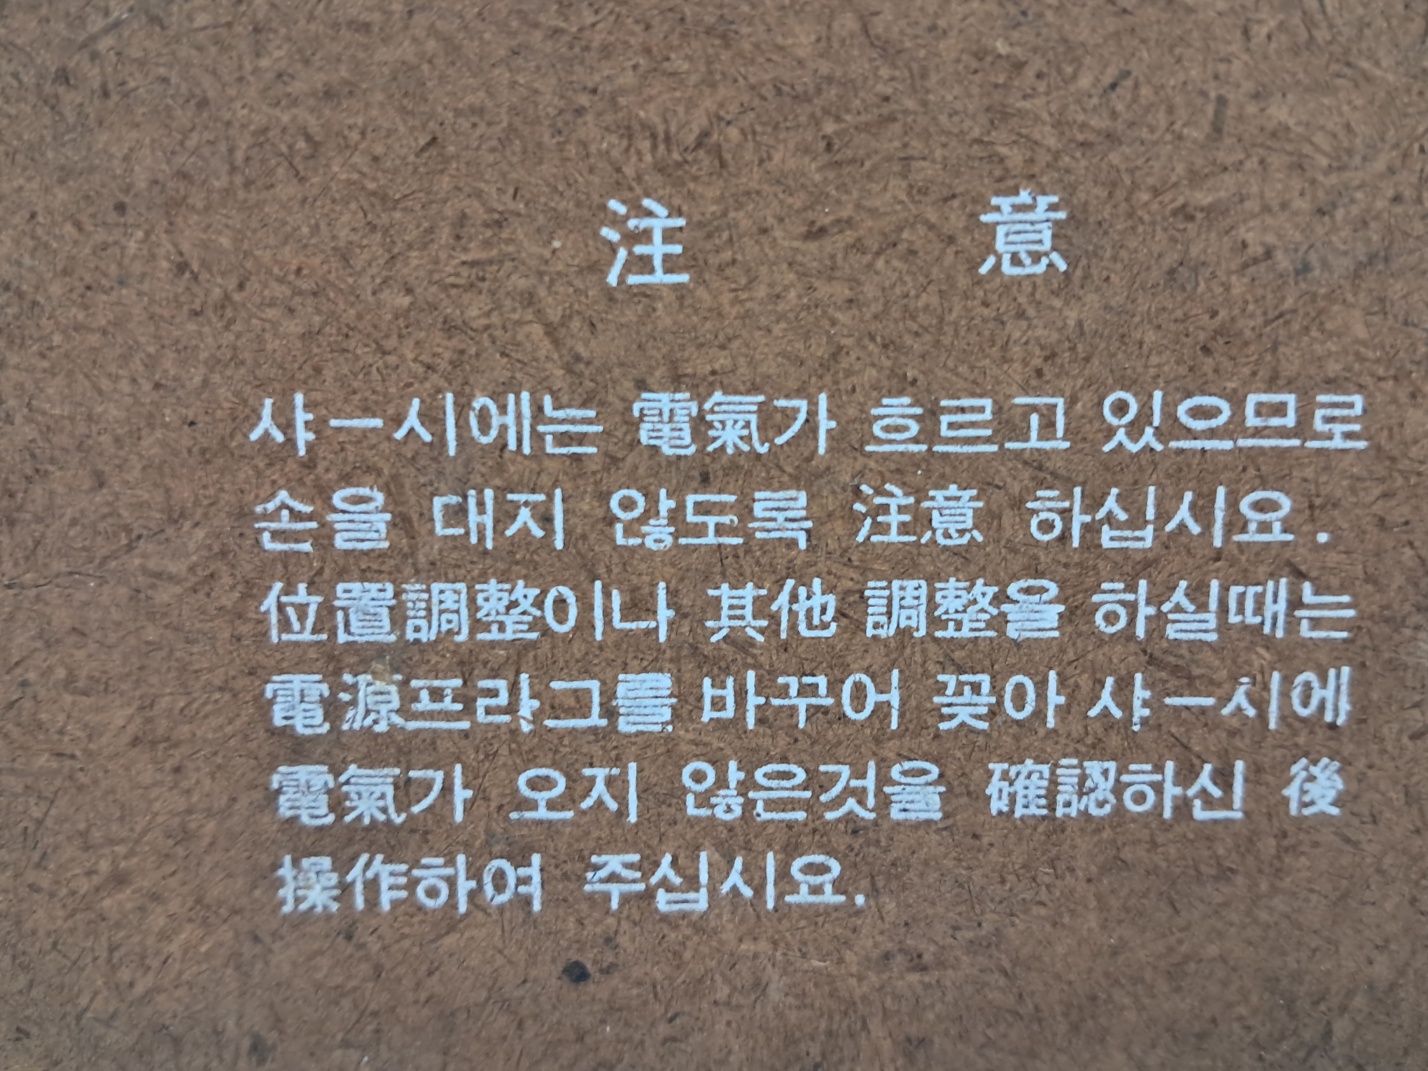 注 意
샤ー시에는 電氣가 흐르고 있으므로
손을 대지 않도록 注意 하십시요.
位置調整이나 其他 調整을 하실때는
電源프라그를 바꾸어 꽂아 샤ー시에
電氣가 오지 않은것을 確認하신 後
操作하여 주십시요.